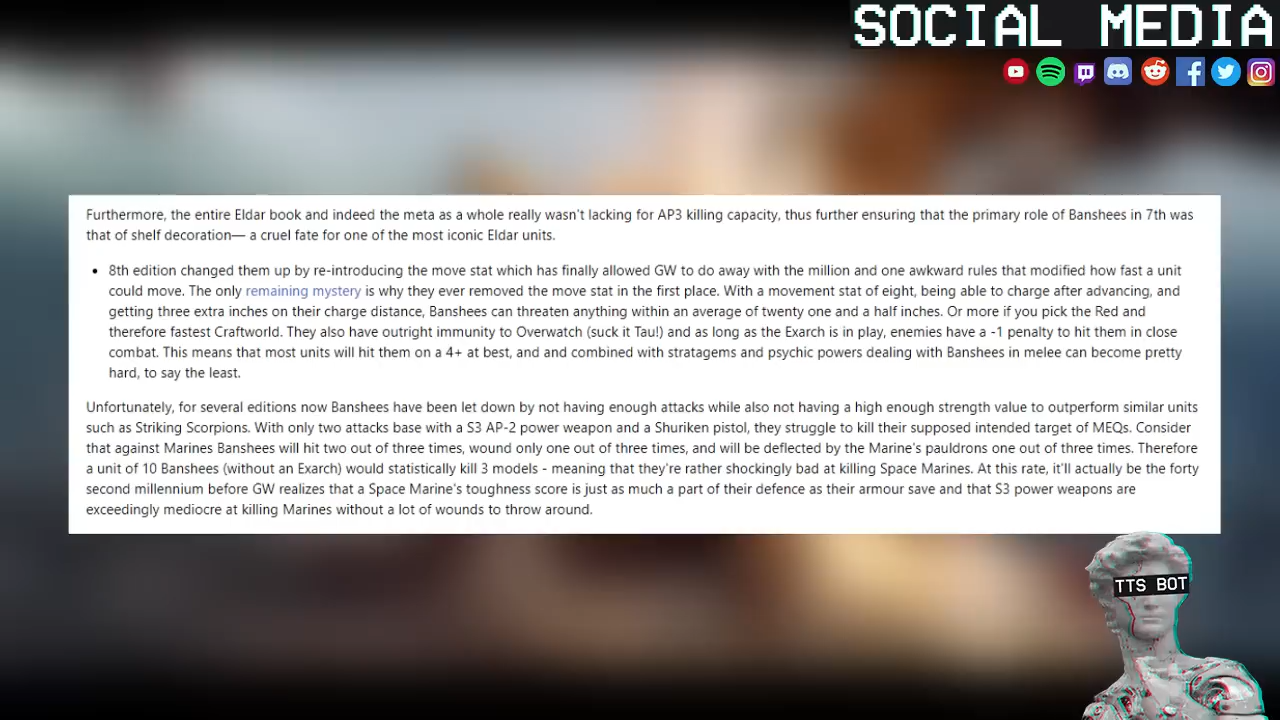 SOCIAL MEDIA
Furthermore, the entire Eldar book and indeed the meta as a whole really wasn't lacking for AP3 killing capacity, thus further ensuring that the primary role of Banshees in 7th was
that of shelf decoration— a cruel fate for one of the most iconic Eldar units.
• 8th edition changed them up by re-introducing the move stat which has finally allowed GW to do away with the million and one awkward rules that modified how fast a unit
could move. The only remaining mystery is why they ever removed the move stat in the first place. With a movement stat of eight, being able to charge after advancing, and
getting three extra inches on their charge distance, Banshees can threaten anything within an average of twenty one and a half inches. Or more if you pick the Red and
therefore fastest Craftworld. They also have outright immunity to Overwatch (suck it Tau!) and as long as the Exarch is in play, enemies have a -1 penalty to hit them in close
combat. This means that most units will hit them on a 4+ at best, and and combined with stratagems and psychic powers dealing with Banshees in melee can become pretty
hard, to say the least.
Unfortunately, for several editions now Banshees have been let down by not having enough attacks while also not having a high enough strength value to outperform similar units
such as Striking Scorpions. With only two attacks base with a S3 AP-2 power weapon and a Shuriken pistol, they struggle to kill their supposed intended target of MEQs. Consider
that against Marines Banshees will hit two out of three times, wound only one out of three times, and will be deflected by the Marine's pauldrons one out of three times. Therefore
a unit of 10 Banshees (without an Exarch) would statistically kill 3 models - meaning that they're rather shockingly bad at killing Space Marines. At this rate, it'll actually be the forty
second millennium before GW realizes that a Space Marine's toughness score is just as much a part of their defence as their armour save and that S3 power weapons are
exceedingly mediocre at killing Marines without a lot of wounds to throw around.
TTS BOT